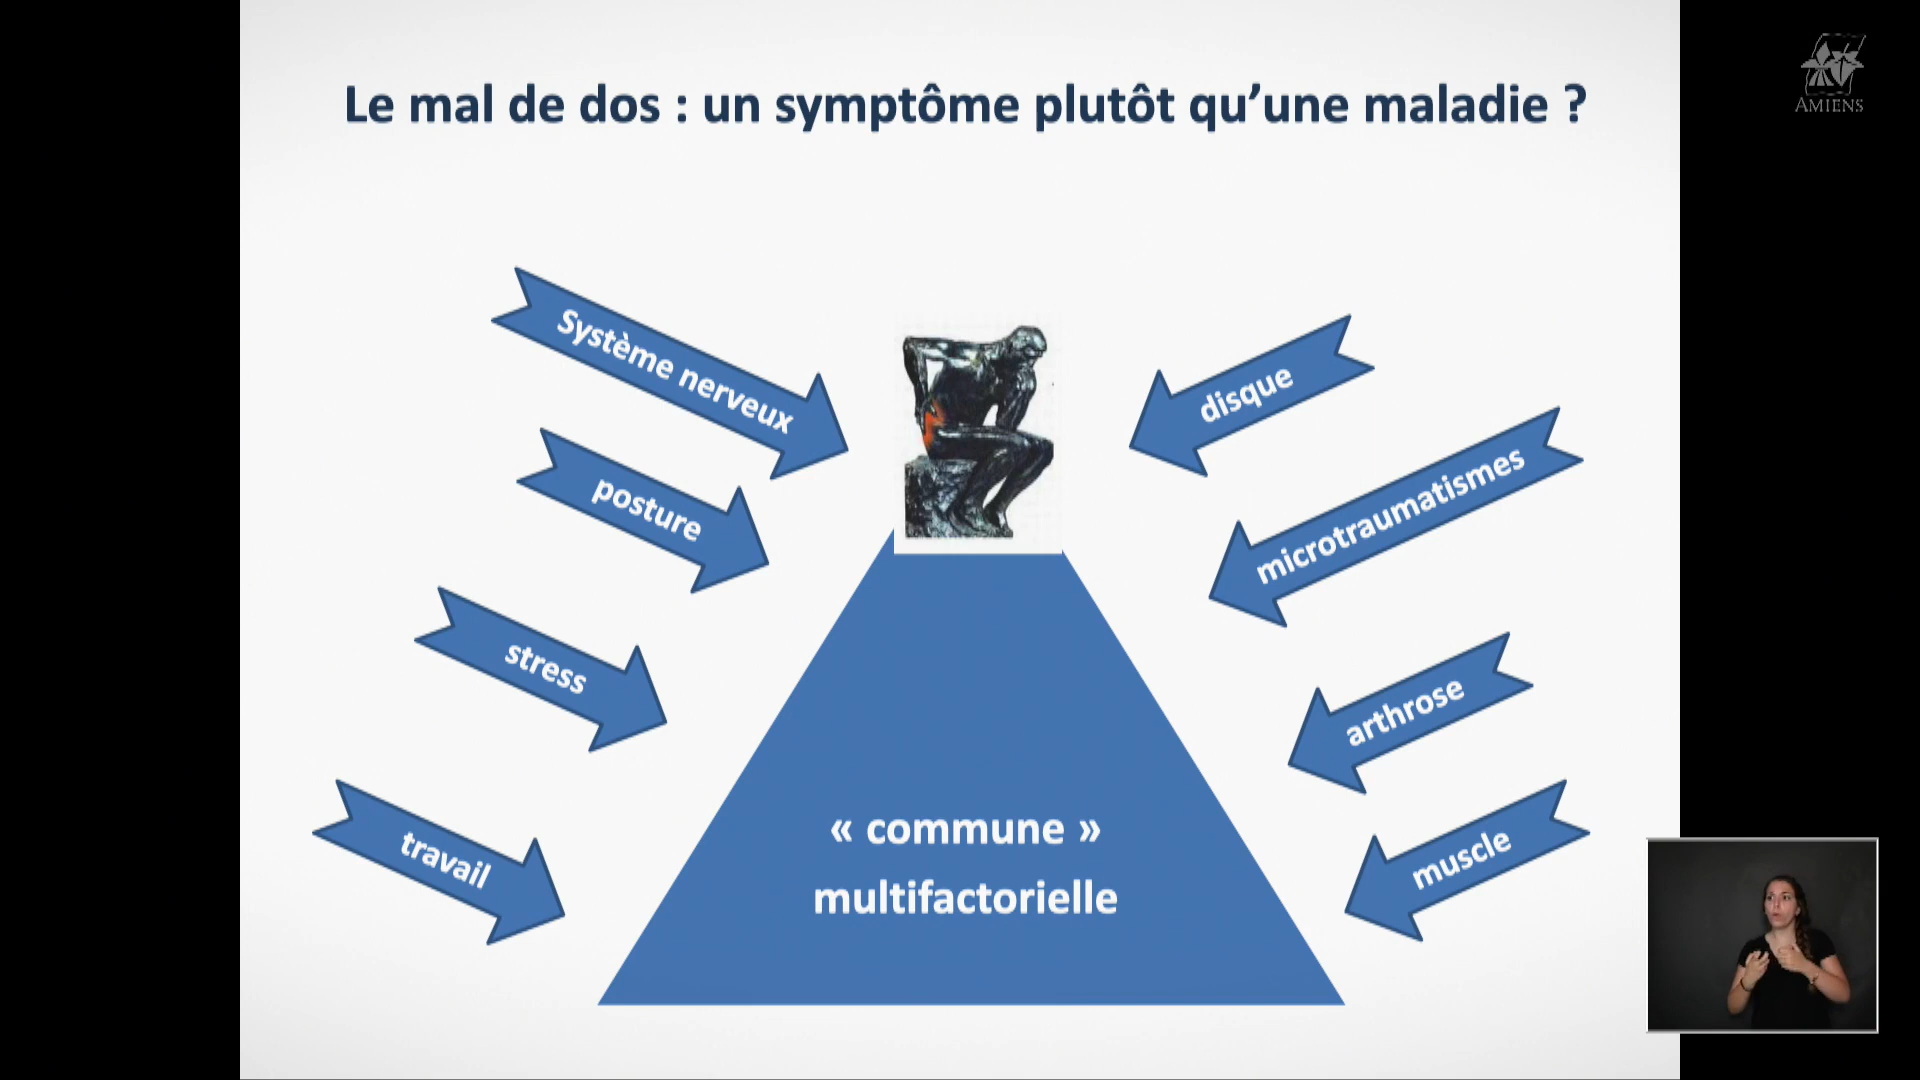 Le mal de dos : un symptôme plutôt qu’une maladie ?
AMIENS
Système nerveux
disque
posture
microtraumatismes
stress
arthrose
travail
muscle
« commune »
multifactorielle